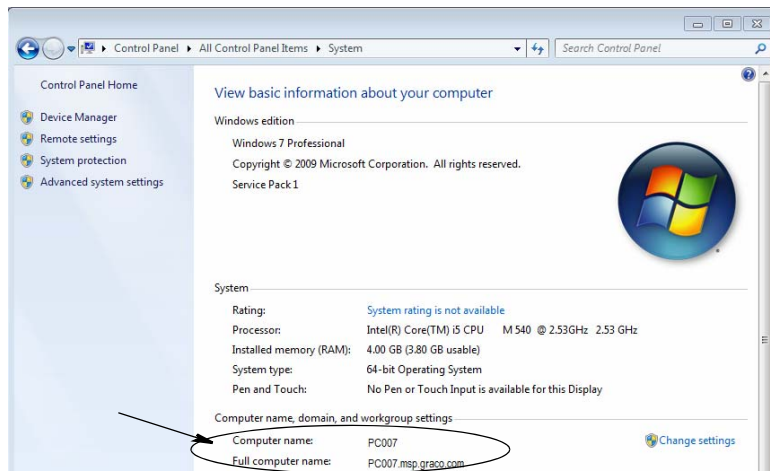 Control Panel ▸ All Control Panel Items ▸ System
Search Control Panel
Control Panel Home
Device Manager
Remote settings
System protection
Advanced system settings
View basic information about your computer
Windows edition
Windows 7 Professional
Copyright © 2009 Microsoft Corporation. All rights reserved.
Service Pack 1
System
Rating: System rating is not available
Processor: Intel(R) Core(TM) i5 CPU M 540 @ 2.53GHz 2.53 GHz
Installed memory (RAM): 4.00 GB (3.80 GB usable)
System type: 64-bit Operating System
Pen and Touch: No Pen or Touch Input is available for this Display
Computer name, domain, and workgroup settings
Computer name: PC007
Change settings
Full computer name: PC007.msp.graco.com